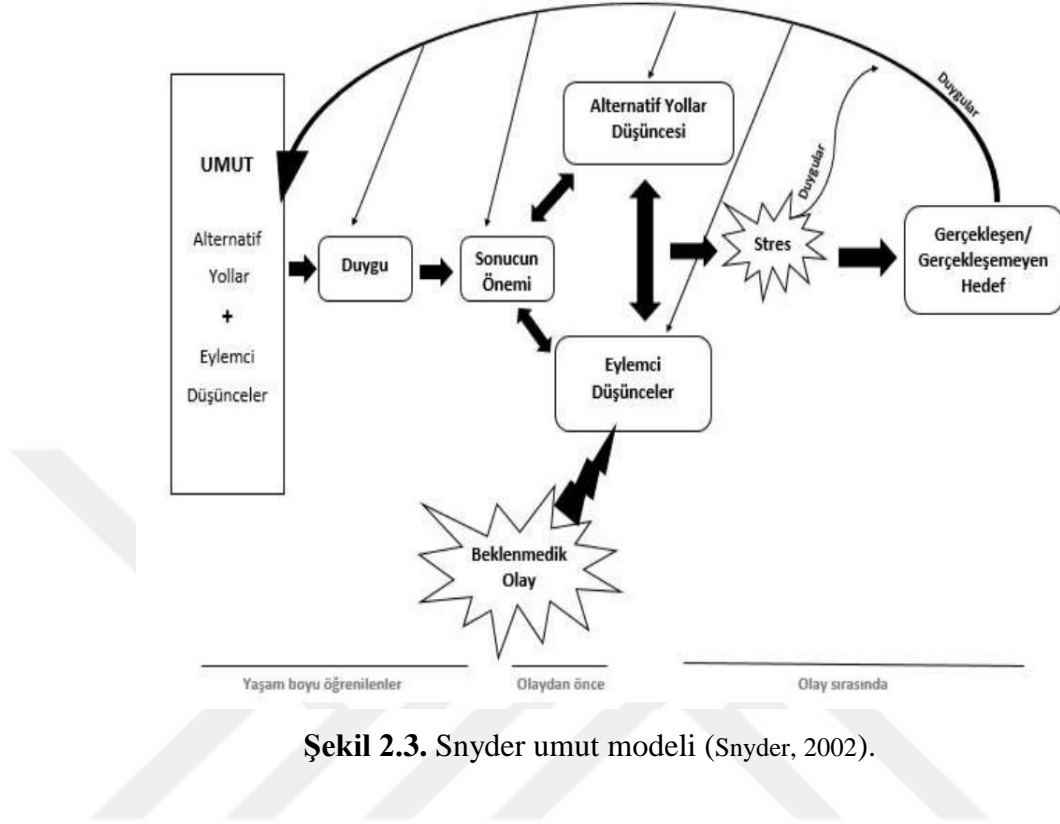 UMUT
Alternatif
Yollar
+
Eylemci
Düşünceler
Duygu
Sonucun
Önemi
Alternatif Yollar
Düşüncesi
Eylemci
Düşünceler
Beklenmedik
Olay
Stres
Duygular
Duygular
Gerçekleşen/
Gerçekleşemeyen
Hedef
Yaşam boyu öğrenilenler
Olaydan önce
Olay sırasında
Şekil 2.3. Snyder umut modeli (Snyder, 2002).